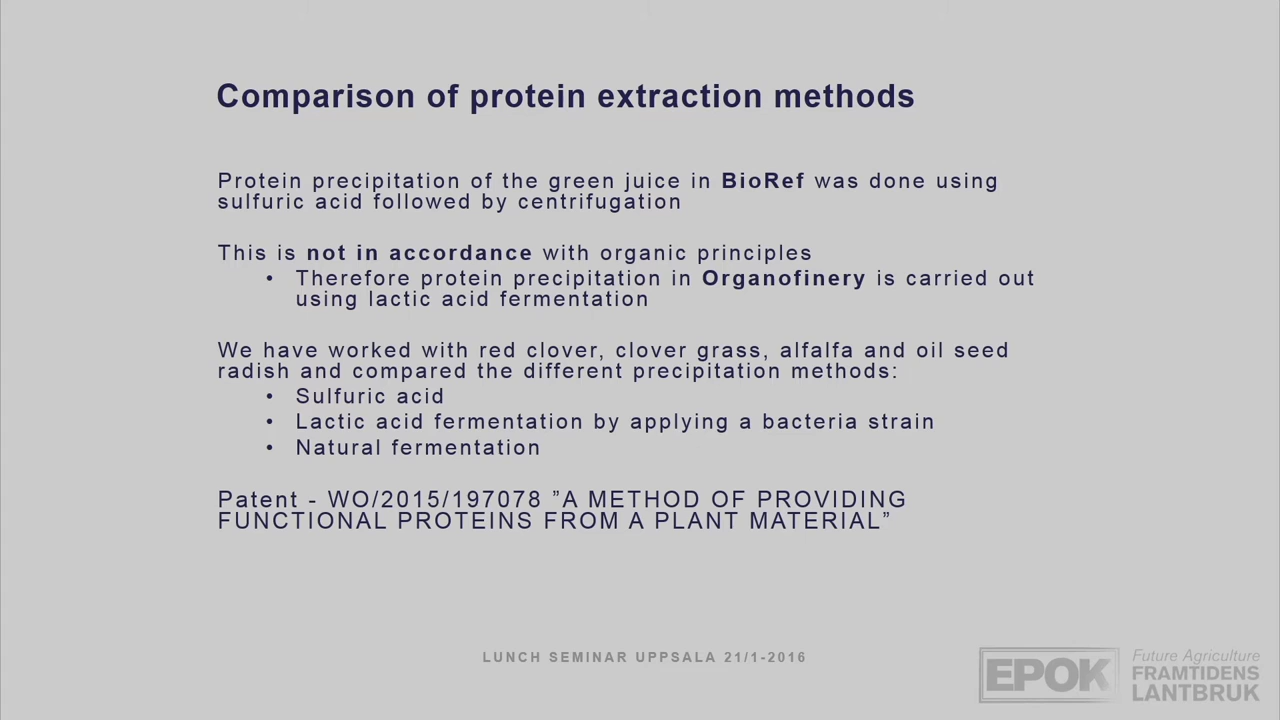 Comparison of protein extraction methods
Protein precipitation of the green juice in BioRef was done using
sulfuric acid followed by centrifugation
This is not in accordance with organic principles
• Therefore protein precipitation in Organofinery is carried out
using lactic acid fermentation
We have worked with red clover, clover grass, alfalfa and oil seed
radish and compared the different precipitation methods:
• Sulfuric acid
• Lactic acid fermentation by applying a bacteria strain
• Natural fermentation
Patent - WO/2015/197078 ”A METHOD OF PROVIDING
FUNCTIONAL PROTEINS FROM A PLANT MATERIAL”
LUNCH SEMINAR UPPSALA 21/1-2016
EPOK
Future Agriculture
FRAMTIDENS
LANTBRUK